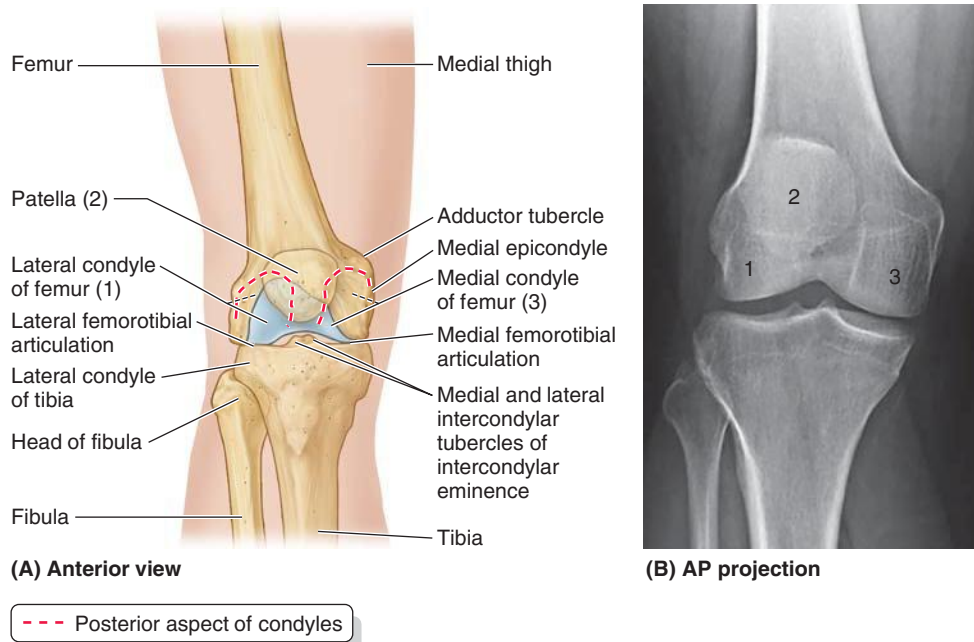 Femur
Patella (2)
Lateral condyle
of femur (1)
Lateral femorotibial
articulation
Lateral condyle
of tibia
Head of fibula
Fibula
Medial thigh
Adductor tubercle
Medial epicondyle
Medial condyle
of femur (3)
Medial femorotibial
articulation
Medial and lateral
intercondylar
tubercles of
intercondylar
eminence
Tibia
(A) Anterior view
Posterior aspect of condyles
2
1
3
(B) AP projection